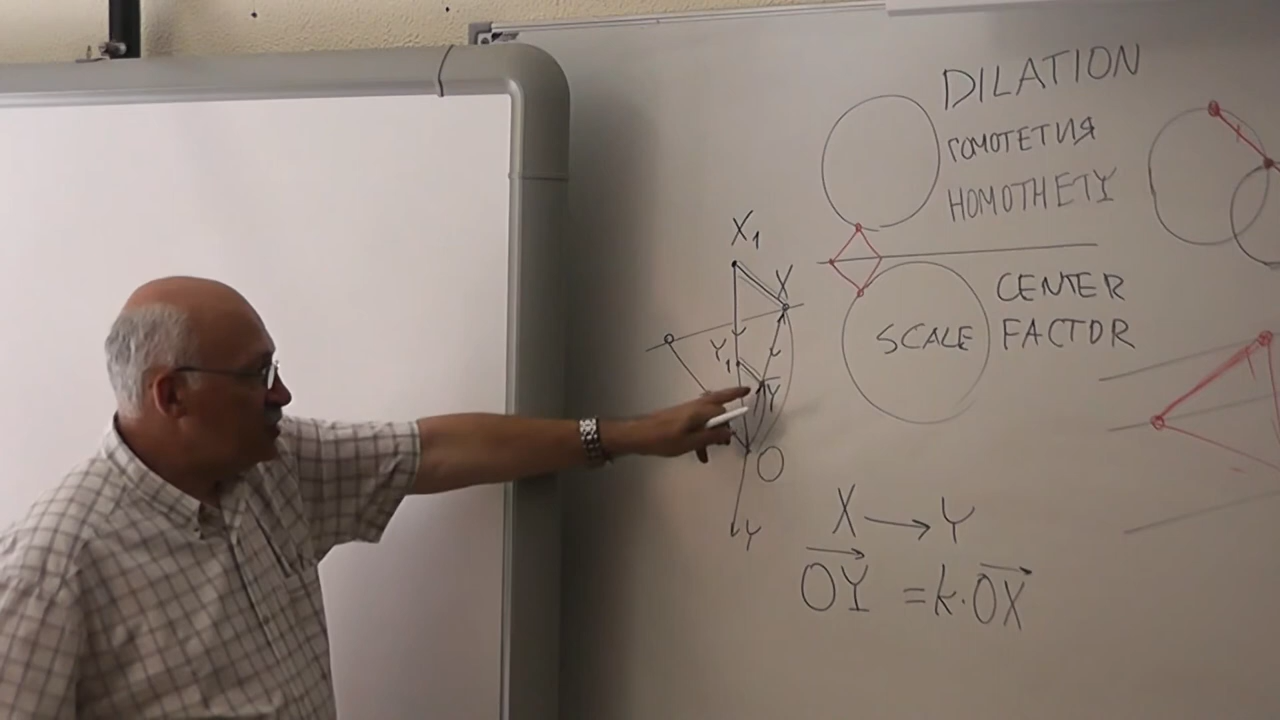 DILATION
ГОМОТЕТИЯ
HOMOTHETY
X₁
X
CENTER
SCALE FACTOR
Y₁
Y
O
Y
X → Y
OY = k · OX